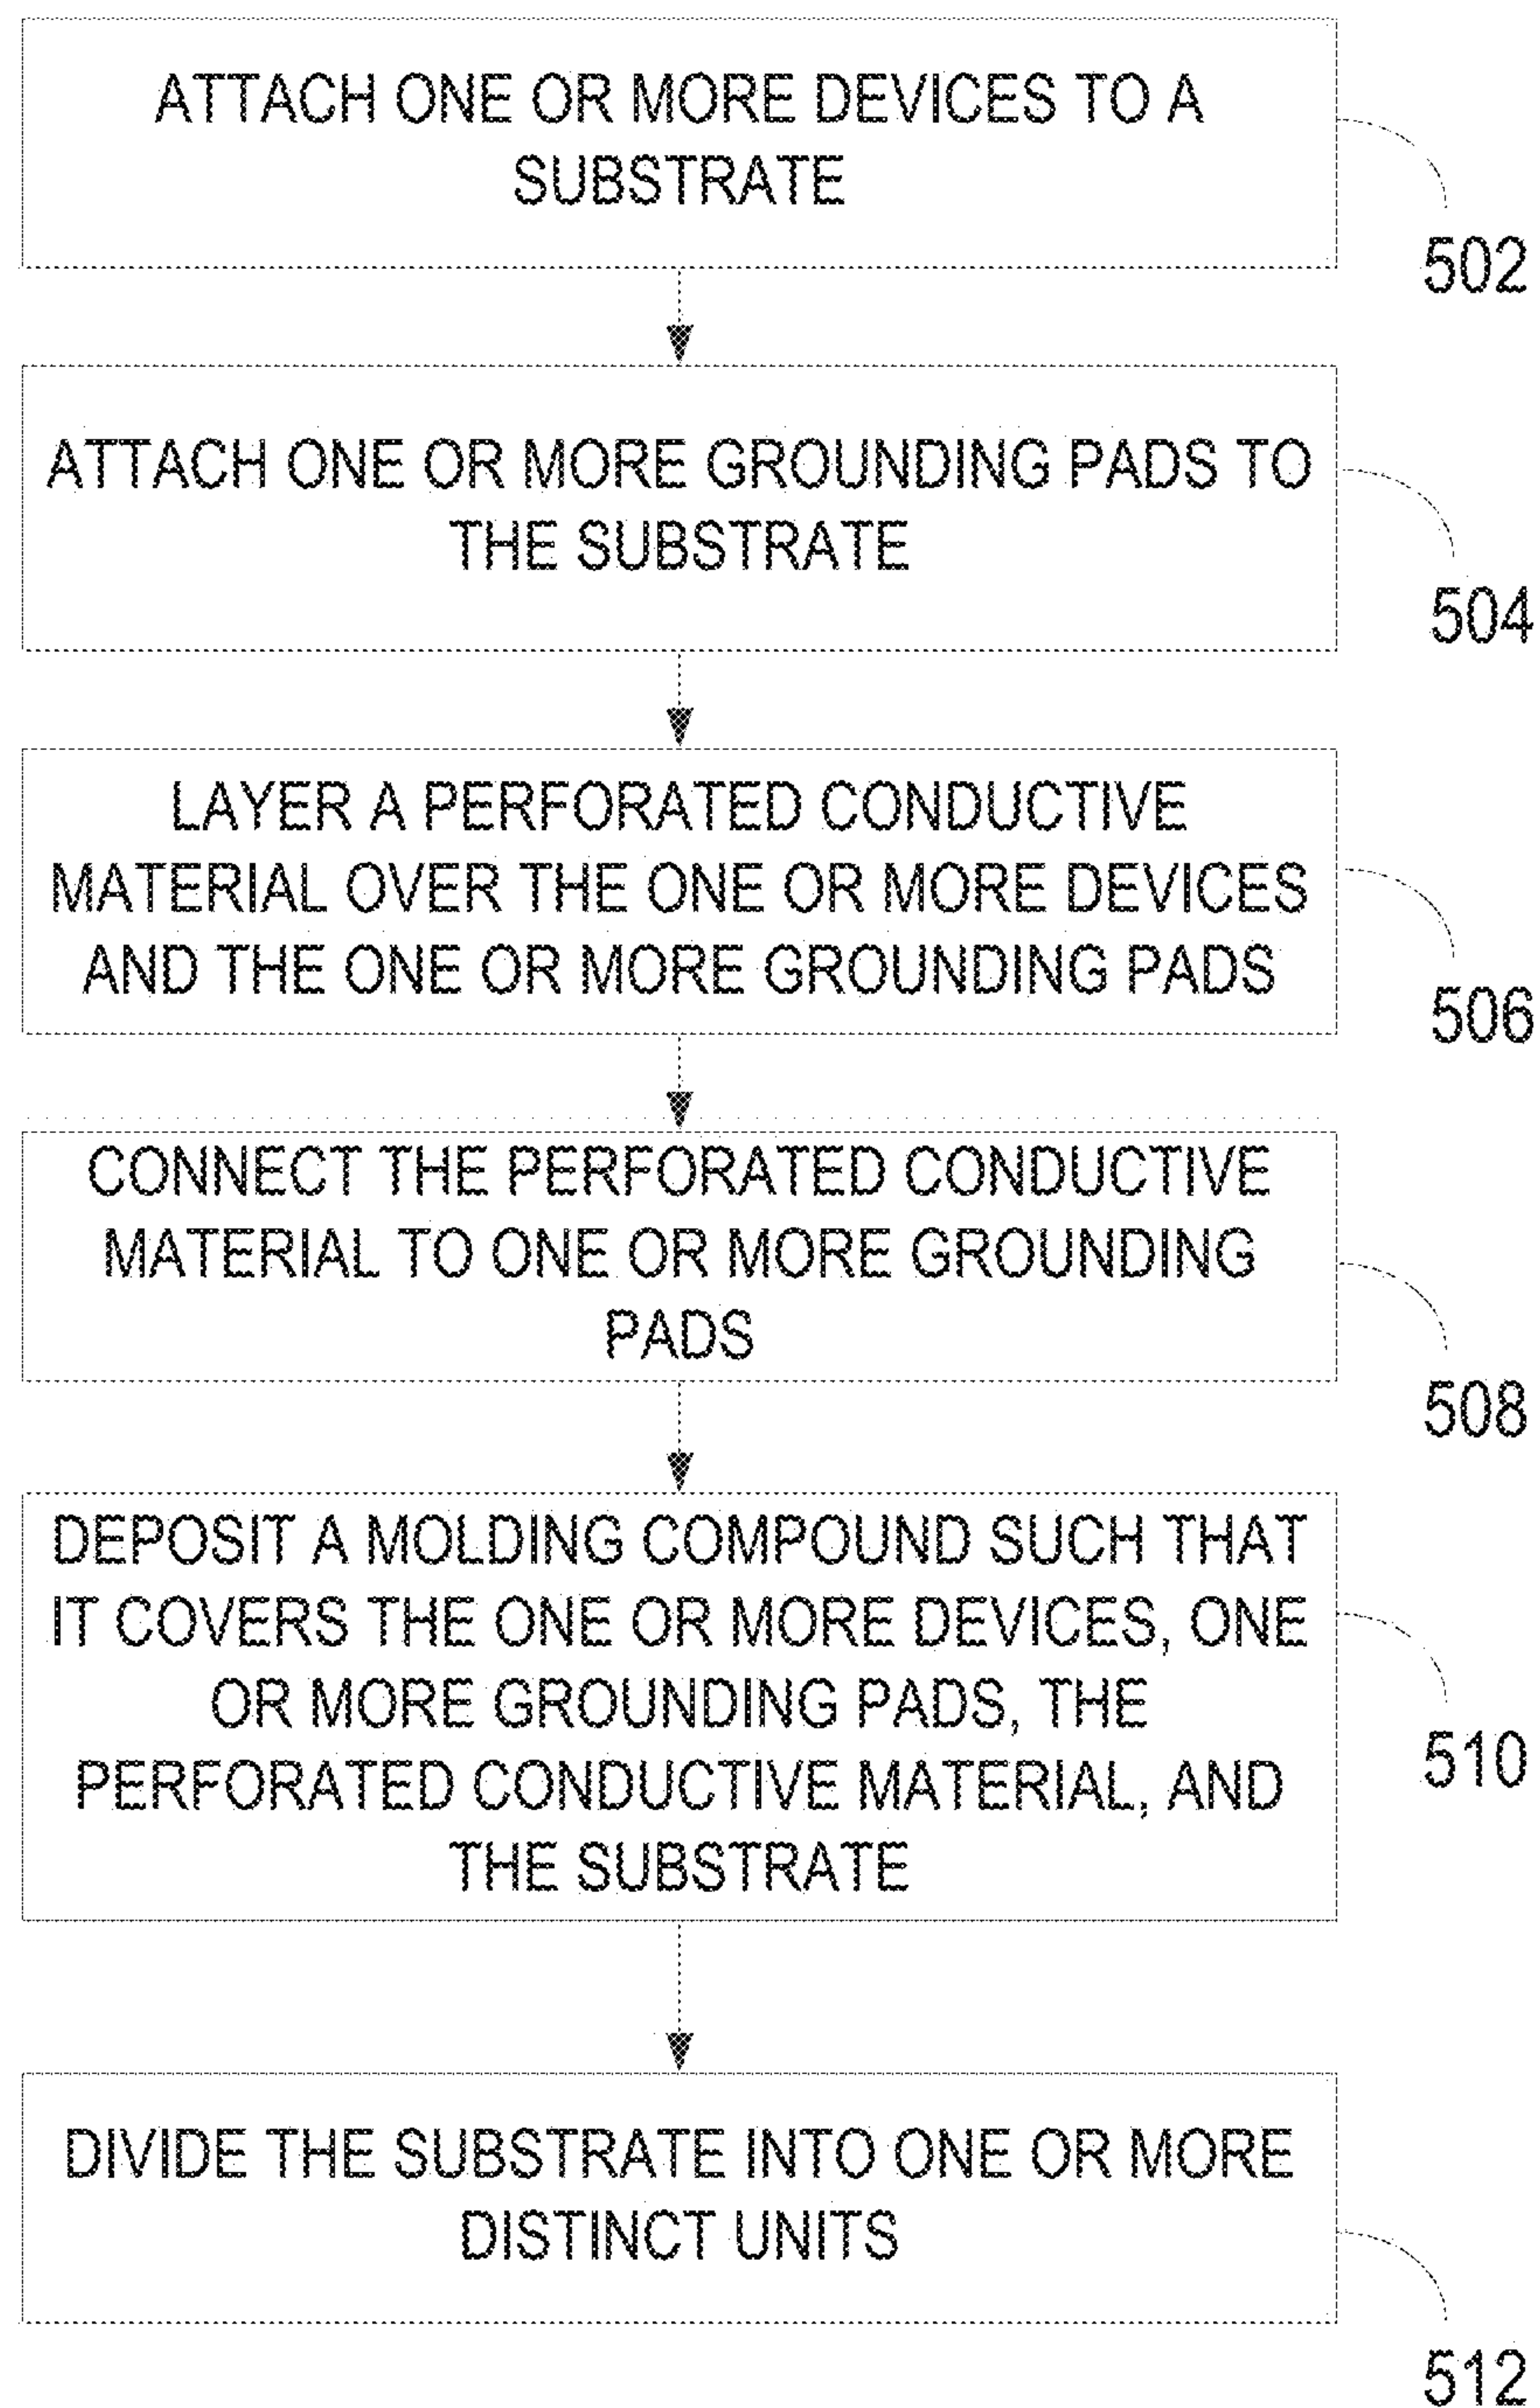 ATTACH ONE OR MORE DEVICES TO A
SUBSTRATE
502
ATTACH ONE OR MORE GROUNDING PADS TO
THE SUBSTRATE
504
LAYER A PERFORATED CONDUCTIVE
MATERIAL OVER THE ONE OR MORE DEVICES
AND THE ONE OR MORE GROUNDING PADS
506
CONNECT THE PERFORATED CONDUCTIVE
MATERIAL TO ONE OR MORE GROUNDING
PADS
508
DEPOSIT A MOLDING COMPOUND SUCH THAT
IT COVERS THE ONE OR MORE DEVICES, ONE
OR MORE GROUNDING PADS, THE
PERFORATED CONDUCTIVE MATERIAL, AND
THE SUBSTRATE
510
DIVIDE THE SUBSTRATE INTO ONE OR MORE
DISTINCT UNITS
512